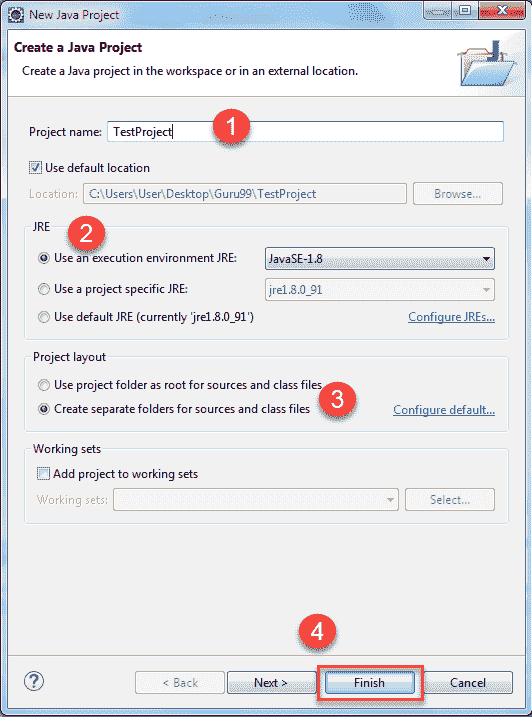 New Java Project
Create a Java Project
Create a Java project in the workspace or in an external location.
1
Project name: TestProject
Use default location
Location: C:\Users\User\Desktop\Guru99\TestProject Browse...
JRE
2
Use an execution environment JRE: JavaSE-1.8
Use a project specific JRE: jre1.8.0_91
Use default JRE (currently 'jre1.8.0_91') Configure JREs...
Project layout
Use project folder as root for sources and class files
3
Create separate folders for sources and class files Configure default...
Working sets
Add project to working sets
Working sets: Select...
4
? < Back Next > Finish Cancel